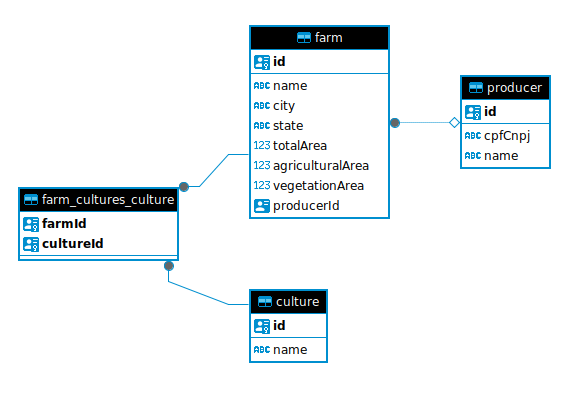 farm
id
ABC name
ABC city
ABC state
123 totalArea
123 agriculturalArea
123 vegetationArea
producerId
producer
id
ABC cpfCnpj
ABC name
farm_cultures_culture
farmId
cultureId
culture
id
ABC name